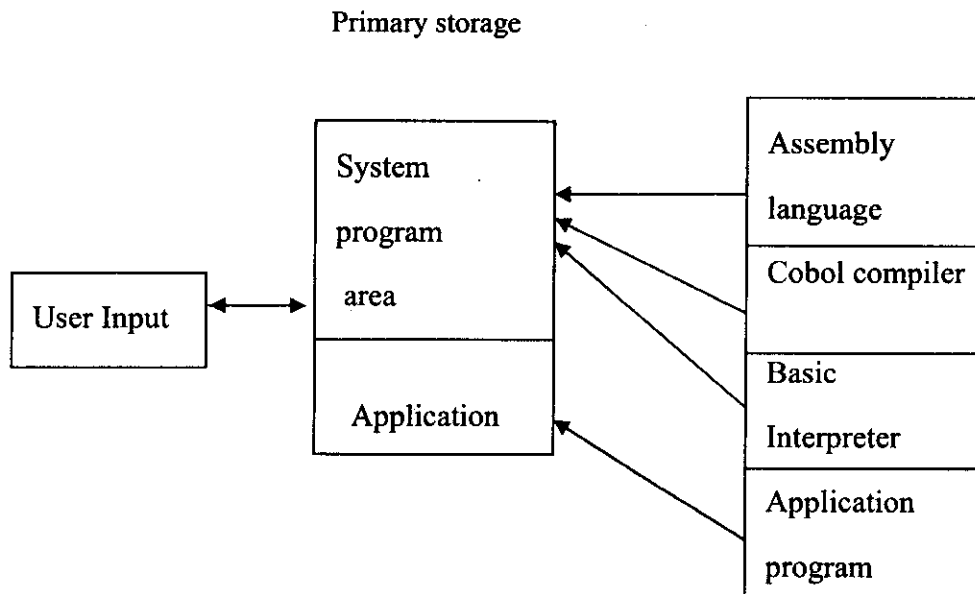 Primary storage
System
program
area
Application
User Input
Assembly
language
Cobol compiler
Basic
Interpreter
Application
program